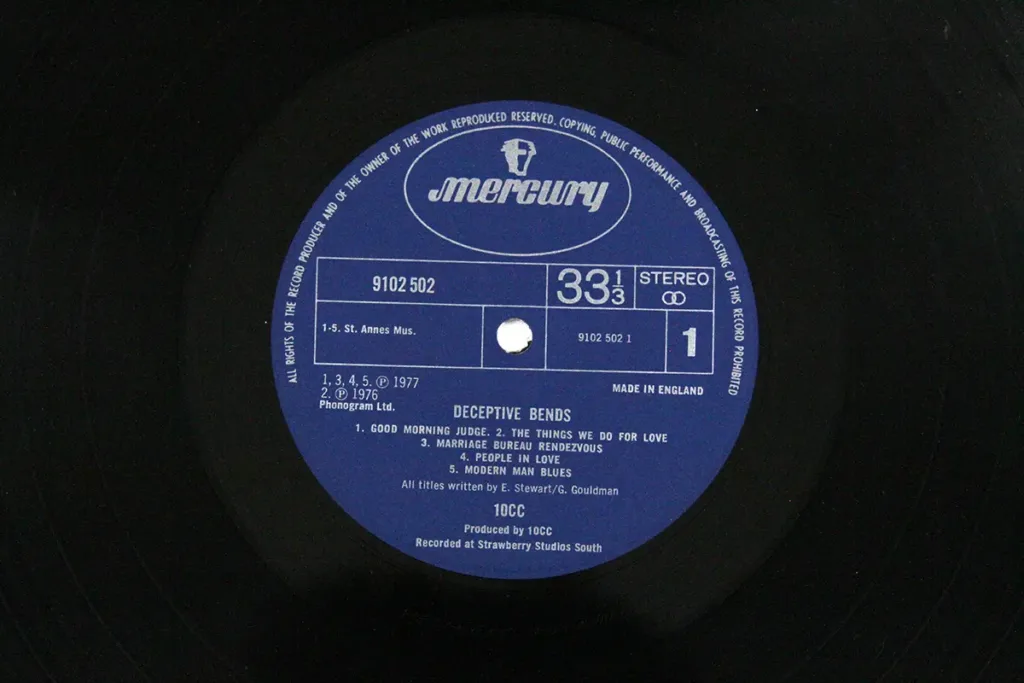 ALL RIGHTS OF THE RECORD PRODUCER AND OF THE OWNER OF THE WORK REPRODUCED RESERVED. COPYING, PUBLIC PERFORMANCE AND BROADCASTING OF THIS RECORD PROHIBITED
mercury
9102 502
33 1/3
STEREO
1-5. St. Annes Mus.
9102 502 1
1
1, 3, 4, 5. ℗ 1977
2. ℗ 1976
Phonogram Ltd.
MADE IN ENGLAND
DECEPTIVE BENDS
1. GOOD MORNING JUDGE. 2. THE THINGS WE DO FOR LOVE
3. MARRIAGE BUREAU RENDEZVOUS
4. PEOPLE IN LOVE
5. MODERN MAN BLUES
All titles written by E. Stewart/G. Gouldman
10CC
Produced by 10CC
Recorded at Strawberry Studios South